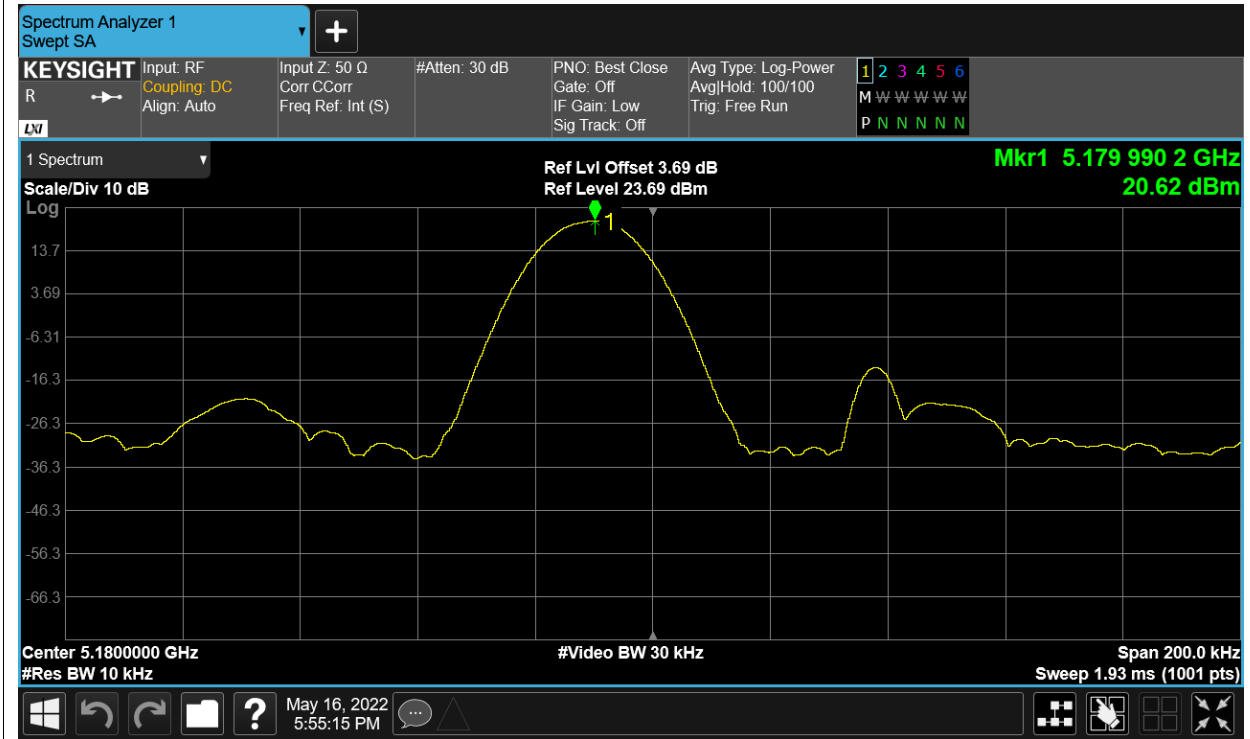 Spectrum Analyzer 1
Swept SA
KEYSIGHT
R
LXI
Input: RF
Coupling: DC
Align: Auto
Input Z: 50 Ω
Corr CCorr
Freq Ref: Int (S)
#Atten: 30 dB
PNO: Best Close
Gate: Off
IF Gain: Low
Sig Track: Off
Avg Type: Log-Power
Avg|Hold: 100/100
Trig: Free Run
1 2 3 4 5 6
M W W W W W W
P N N N N N N
1 Spectrum
Scale/Div 10 dB
Ref Lvl Offset 3.69 dB
Ref Level 23.69 dBm
Mkr1 5.179 990 2 GHz
20.62 dBm
Log
1
13.7
3.69
-6.31
-16.3
-26.3
-36.3
-46.3
-56.3
-66.3
Center 5.1800000 GHz
#Res BW 10 kHz
#Video BW 30 kHz
Span 200.0 kHz
Sweep 1.93 ms (1001 pts)
?
May 16, 2022
5:55:15 PM